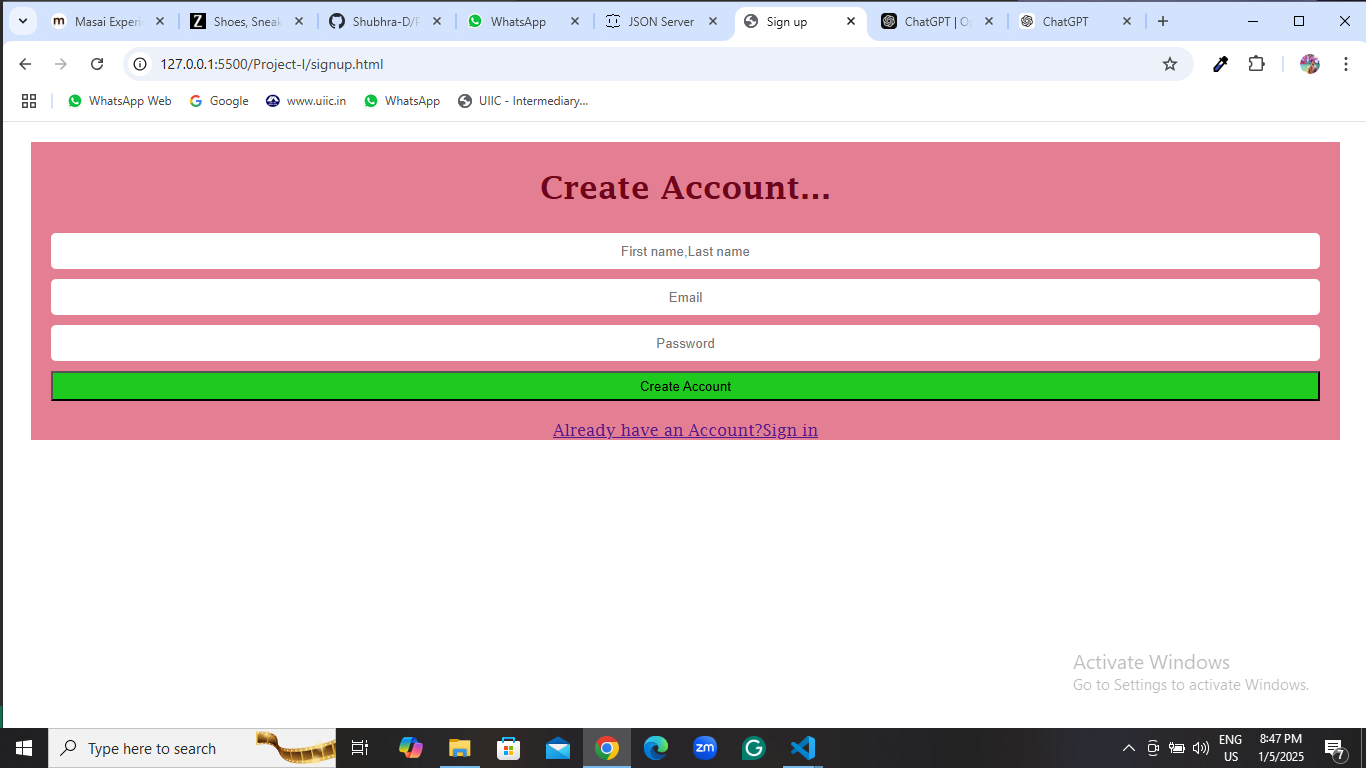 Masai Experi
Shoes, Sneak
Shubhra-D/P
WhatsApp
JSON Server
Sign up
ChatGPT | Op
ChatGPT
127.0.0.1:5500/Project-I/signup.html
WhatsApp Web
Google
www.uiic.in
WhatsApp
UIIC - Intermediary...
Create Account...
First name,Last name
Email
Password
Create Account
Already have an Account?Sign in
Activate Windows
Go to Settings to activate Windows.
Type here to search
zm
ENG
US
8:47 PM
1/5/2025
7